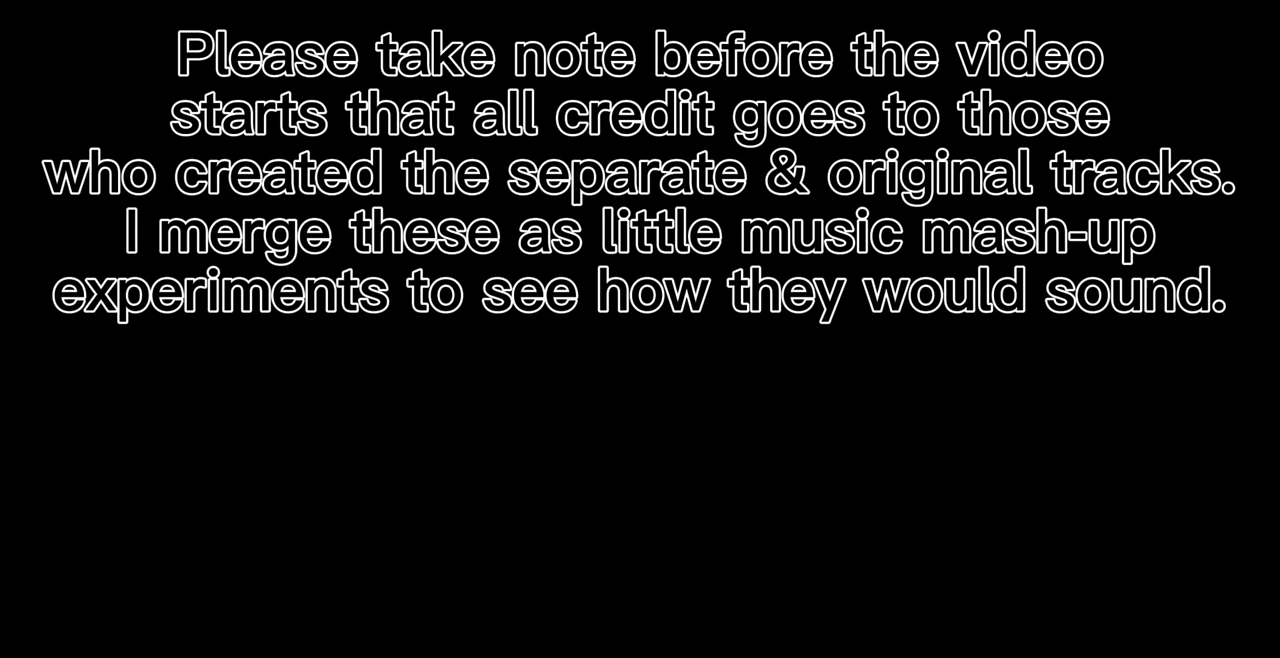 Please take note before the video
starts that all credit goes to those
who created the separate & original tracks.
I merge these as little music mash-up
experiments to see how they would sound.